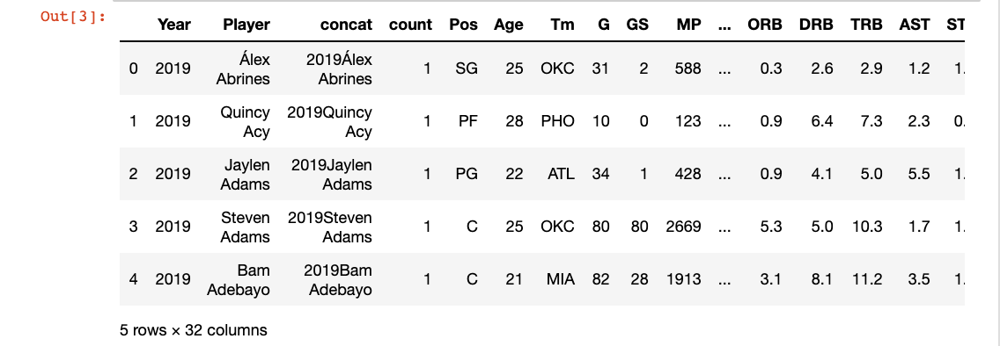 Out[3]:
Year Player concat count Pos Age Tm G GS MP ... ORB DRB TRB AST ST
0 2019 Álex Abrines 2019Álex Abrines 1 SG 25 OKC 31 2 588 ... 0.3 2.6 2.9 1.2 1.
1 2019 Quincy Acy 2019Quincy Acy 1 PF 28 PHO 10 0 123 ... 0.9 6.4 7.3 2.3 0.
2 2019 Jaylen Adams 2019Jaylen Adams 1 PG 22 ATL 34 1 428 ... 0.9 4.1 5.0 5.5 1.
3 2019 Steven Adams 2019Steven Adams 1 C 25 OKC 80 80 2669 ... 5.3 5.0 10.3 1.7 1.
4 2019 Bam Adebayo 2019Bam Adebayo 1 C 21 MIA 82 28 1913 ... 3.1 8.1 11.2 3.5 1.
5 rows × 32 columns